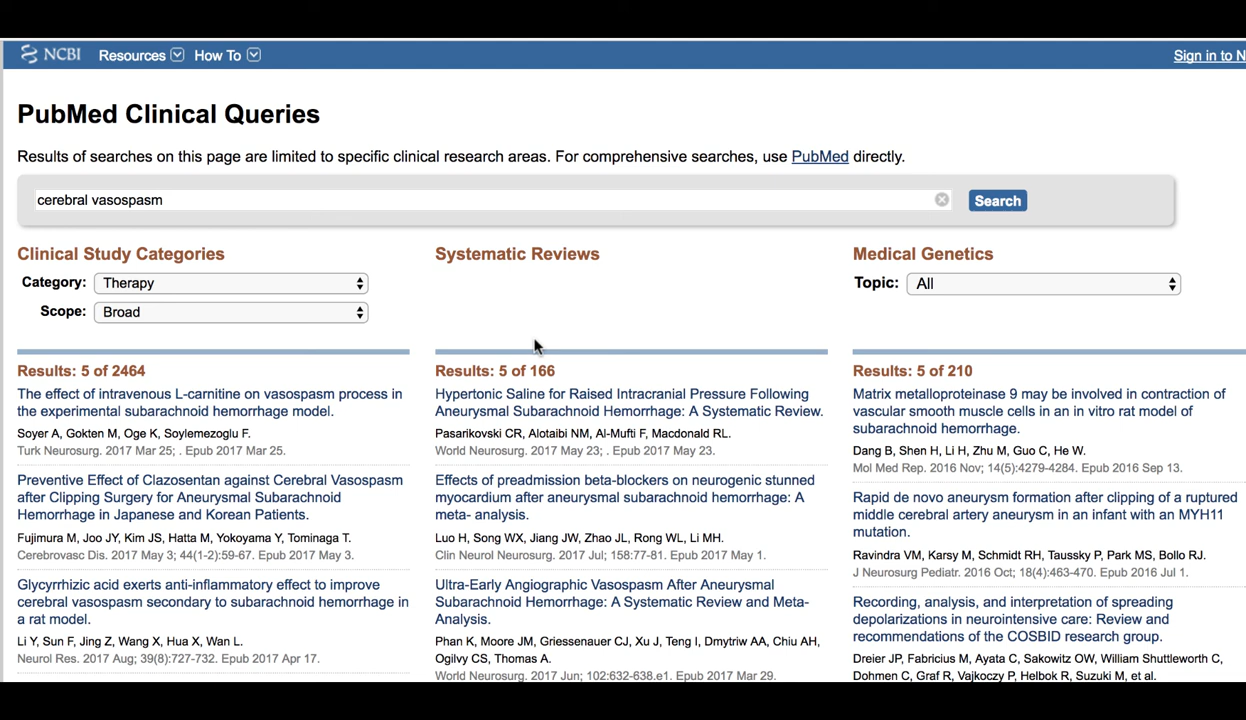 NCBI Resources How To Sign in to N
PubMed Clinical Queries
Results of searches on this page are limited to specific clinical research areas. For comprehensive searches, use PubMed directly.
cerebral vasospasm Search
Clinical Study Categories
Category: Therapy
Scope: Broad
Results: 5 of 2464
The effect of intravenous L-carnitine on vasospasm process in
the experimental subarachnoid hemorrhage model.
Soyer A, Gokten M, Oge K, Soylemezoglu F.
Turk Neurosurg. 2017 Mar 25; . Epub 2017 Mar 25.
Preventive Effect of Clazosentan against Cerebral Vasospasm
after Clipping Surgery for Aneurysmal Subarachnoid
Hemorrhage in Japanese and Korean Patients.
Fujimura M, Joo JY, Kim JS, Hatta M, Yokoyama Y, Tominaga T.
Cerebrovasc Dis. 2017 May 3; 44(1-2):59-67. Epub 2017 May 3.
Glycyrrhizic acid exerts anti-inflammatory effect to improve
cerebral vasospasm secondary to subarachnoid hemorrhage in
a rat model.
Li Y, Sun F, Jing Z, Wang X, Hua X, Wan L.
Neurol Res. 2017 Aug; 39(8):727-732. Epub 2017 Apr 17.
Systematic Reviews
Results: 5 of 166
Hypertonic Saline for Raised Intracranial Pressure Following
Aneurysmal Subarachnoid Hemorrhage: A Systematic Review.
Pasarikovski CR, Alotaibi NM, Al-Mufti F, Macdonald RL.
World Neurosurg. 2017 May 23; . Epub 2017 May 23.
Effects of preadmission beta-blockers on neurogenic stunned
myocardium after aneurysmal subarachnoid hemorrhage: A
meta- analysis.
Luo H, Song WX, Jiang JW, Zhao JL, Rong WL, Li MH.
Clin Neurol Neurosurg. 2017 Jul; 158:77-81. Epub 2017 May 1.
Ultra-Early Angiographic Vasospasm After Aneurysmal
Subarachnoid Hemorrhage: A Systematic Review and Meta-
Analysis.
Phan K, Moore JM, Griessenauer CJ, Xu J, Teng I, Dmytriw AA, Chiu AH,
Ogilvy CS, Thomas A.
World Neurosurg. 2017 Jun; 102:632-638.e1. Epub 2017 Mar 29.
Medical Genetics
Topic: All
Results: 5 of 210
Matrix metalloproteinase 9 may be involved in contraction of
vascular smooth muscle cells in an in vitro rat model of
subarachnoid hemorrhage.
Dang B, Shen H, Li H, Zhu M, Guo C, He W.
Mol Med Rep. 2016 Nov; 14(5):4279-4284. Epub 2016 Sep 13.
Rapid de novo aneurysm formation after clipping of a ruptured
middle cerebral artery aneurysm in an infant with an MYH11
mutation.
Ravindra VM, Karsy M, Schmidt RH, Taussky P, Park MS, Bollo RJ.
J Neurosurg Pediatr. 2016 Oct; 18(4):463-470. Epub 2016 Jul 1.
Recording, analysis, and interpretation of spreading
depolarizations in neurointensive care: Review and
recommendations of the COSBID research group.
Dreier JP, Fabricius M, Ayata C, Sakowitz OW, William Shuttleworth C,
Dohmen C, Graf R, Vajkoczy P, Helbok R, Suzuki M, et al.